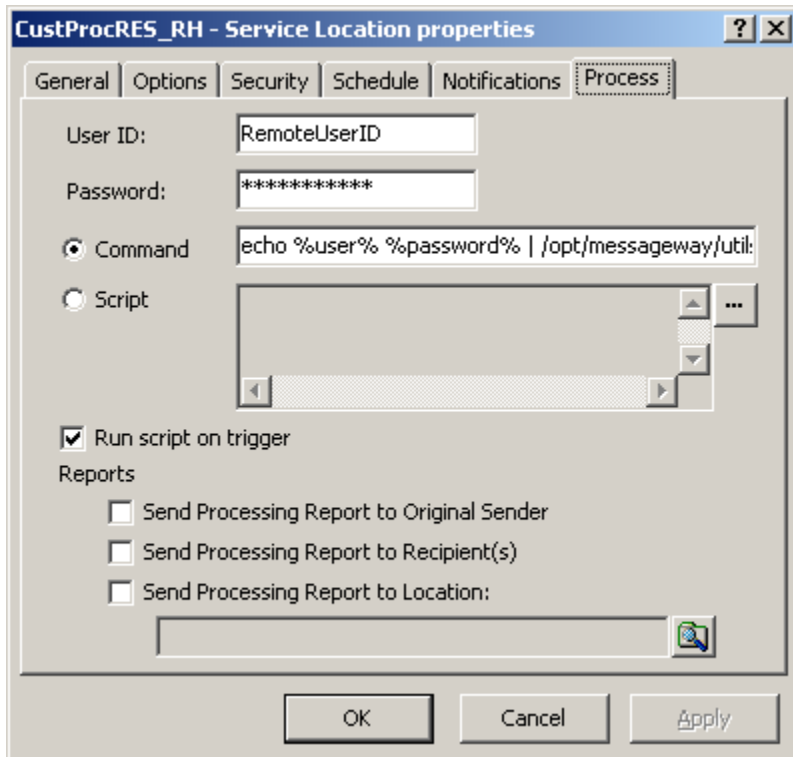 CustProcRES_RH - Service Location properties
General Options Security Schedule Notifications Process
User ID: RemoteUserID
Password: ***********
Command echo %user% %password% | /opt/messageway/utils
Script ...
Run script on trigger
Reports
Send Processing Report to Original Sender
Send Processing Report to Recipient(s)
Send Processing Report to Location:
OK Cancel Apply